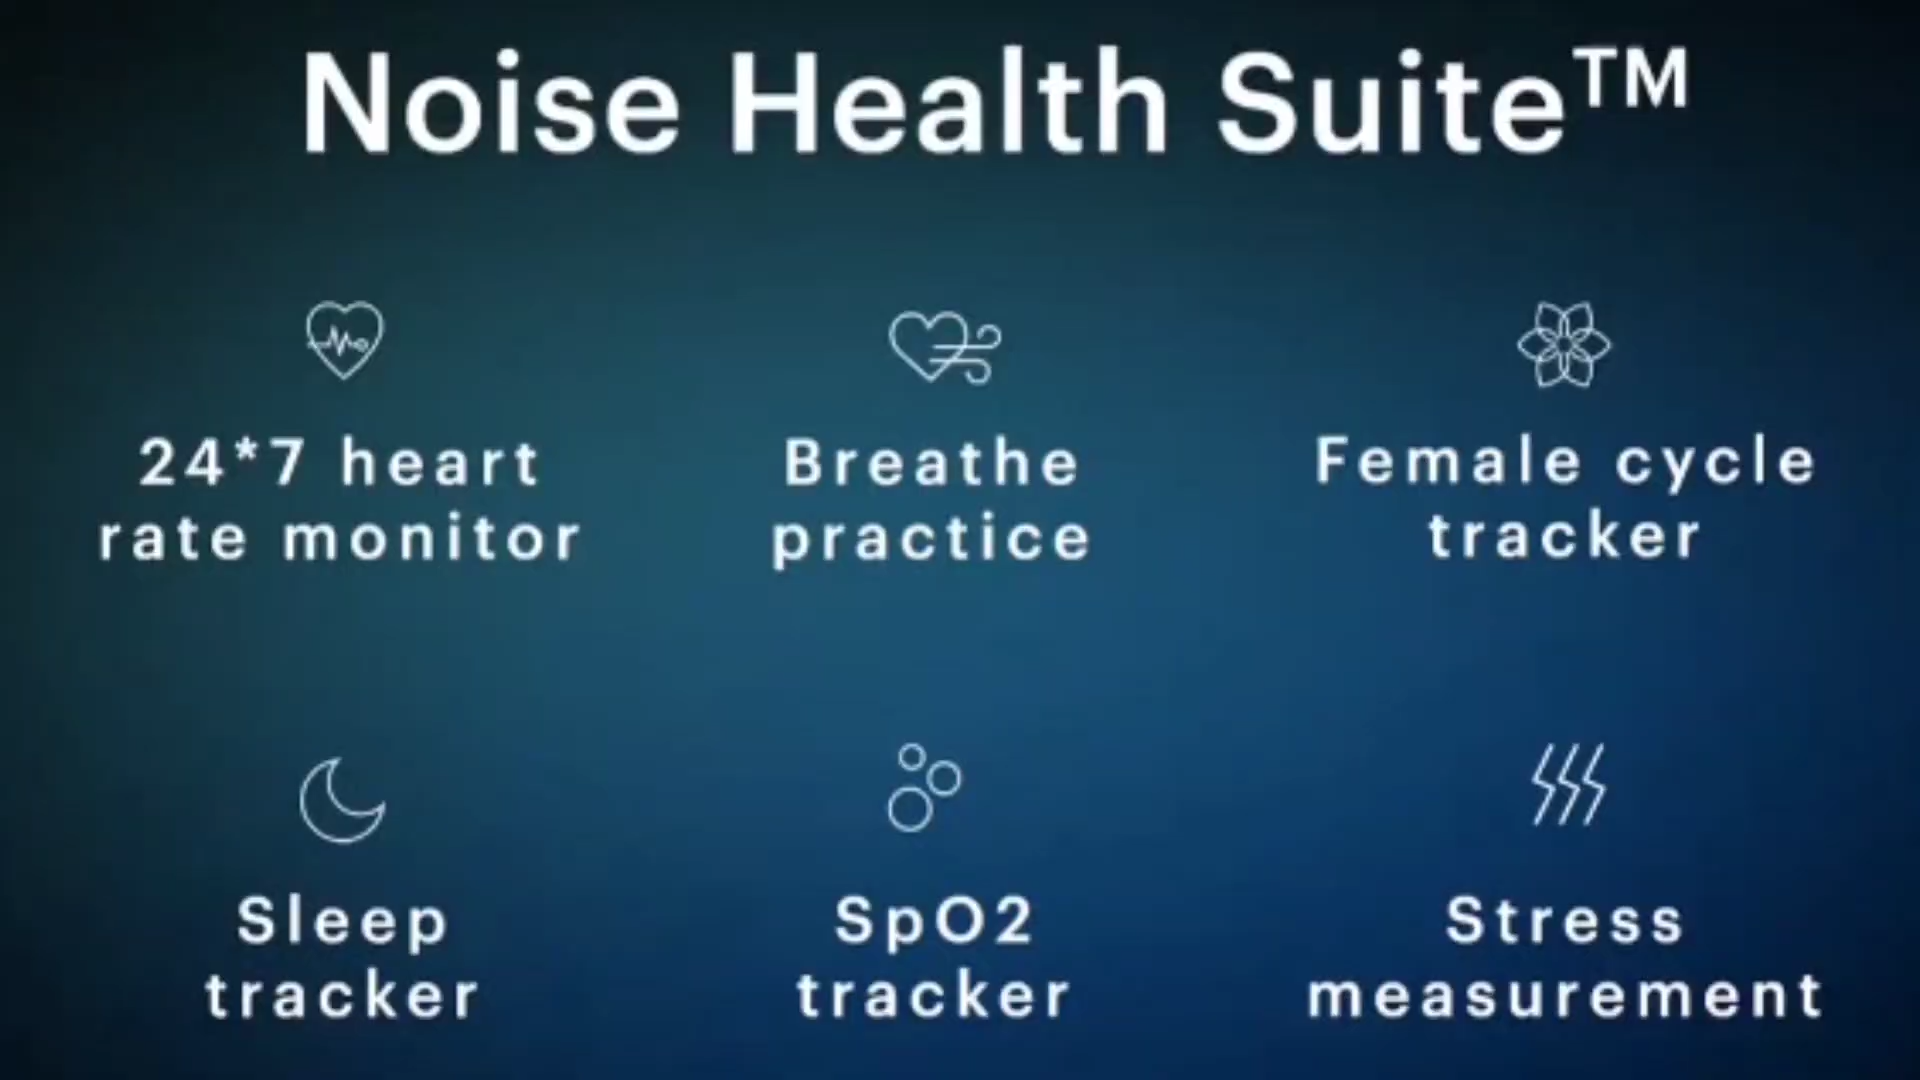 Noise Health Suite™
24*7 heart
rate monitor
Breathe
practice
Female cycle
tracker
Sleep
tracker
SpO2
tracker
Stress
measurement